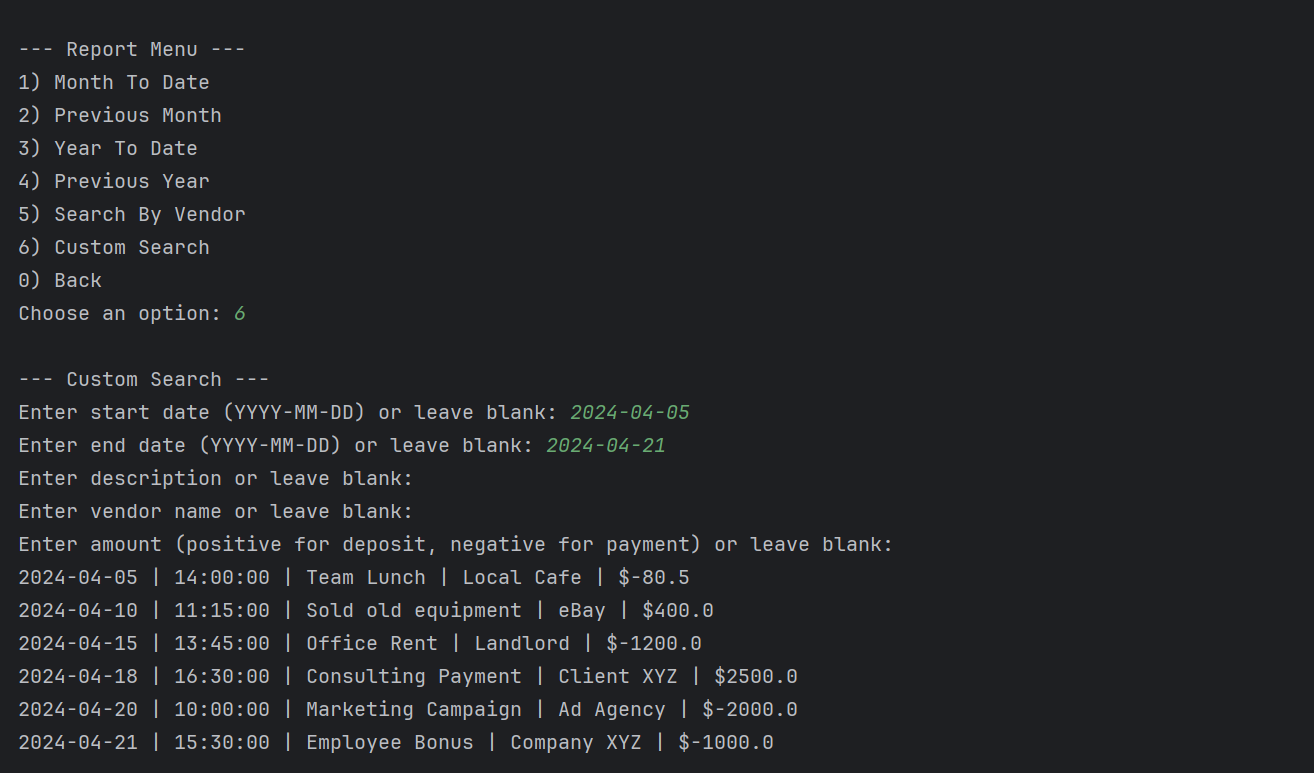 --- Report Menu ---
1) Month To Date
2) Previous Month
3) Year To Date
4) Previous Year
5) Search By Vendor
6) Custom Search
0) Back
Choose an option: 6
--- Custom Search ---
Enter start date (YYYY-MM-DD) or leave blank: 2024-04-05
Enter end date (YYYY-MM-DD) or leave blank: 2024-04-21
Enter description or leave blank:
Enter vendor name or leave blank:
Enter amount (positive for deposit, negative for payment) or leave blank:
2024-04-05 | 14:00:00 | Team Lunch | Local Cafe | $-80.5
2024-04-10 | 11:15:00 | Sold old equipment | eBay | $400.0
2024-04-15 | 13:45:00 | Office Rent | Landlord | $-1200.0
2024-04-18 | 16:30:00 | Consulting Payment | Client XYZ | $2500.0
2024-04-20 | 10:00:00 | Marketing Campaign | Ad Agency | $-2000.0
2024-04-21 | 15:30:00 | Employee Bonus | Company XYZ | $-1000.0